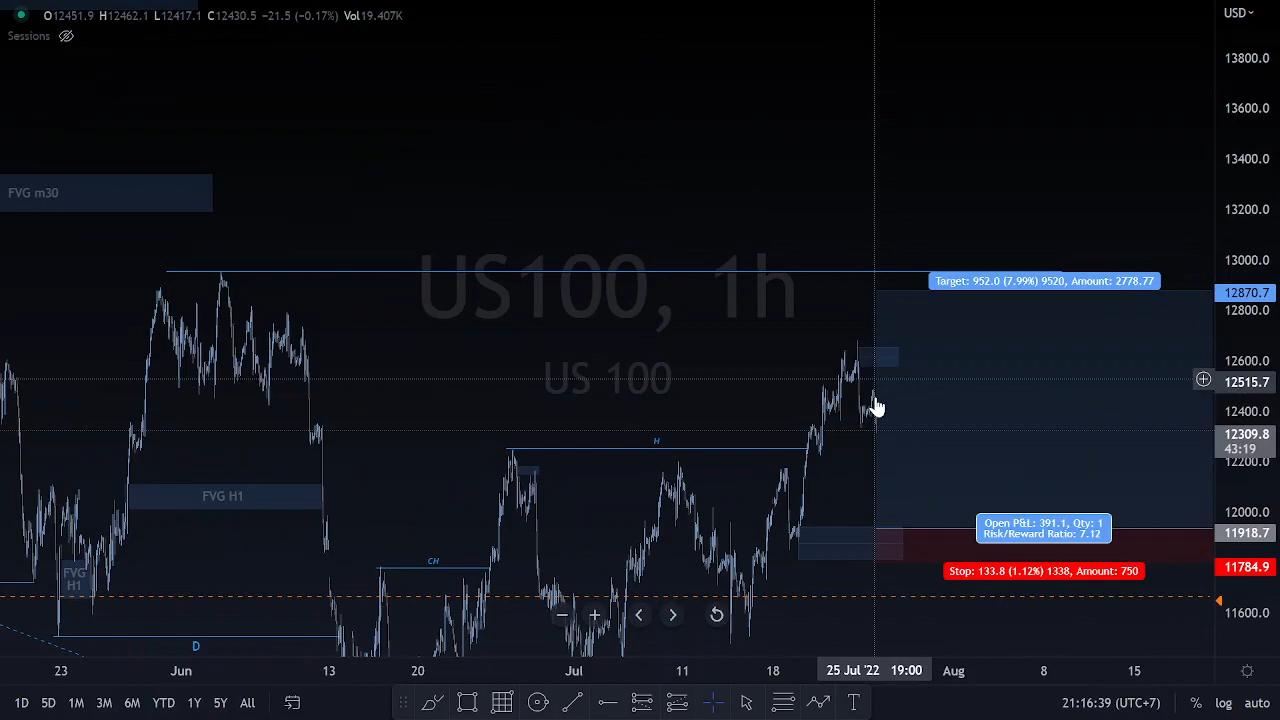 O12451.9 H12462.1 L12417.1 C12430.5 −21.5 (−0.17%) Vol19.407K
USD
Sessions
13800.0
13600.0
13400.0
FVG m30
13200.0
13000.0
US100, 1h
US 100
Target: 952.0 (7.99%) 9520, Amount: 2778.77
12870.7
12800.0
12600.0
12515.7
12400.0
H
12309.8
43:19
12200.0
FVG H1
12000.0
Open P&L: 391.1, Qty: 1
Risk/Reward Ratio: 7.12
11918.7
CH
FVG
H1
Stop: 133.8 (1.12%) 1338, Amount: 750
11784.9
11600.0
D
23 Jun 13 20 Jul 11 18 25 Jul '22 19:00 Aug 8 15
1D 5D 1M 3M 6M YTD 1Y 5Y All
T
21:16:39 (UTC+7) % log auto